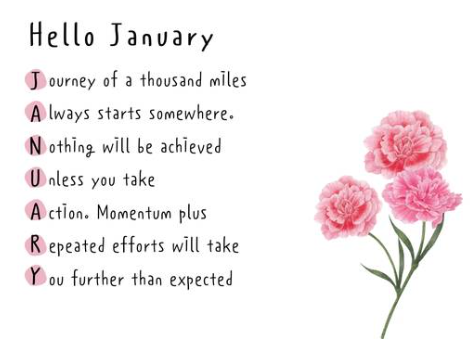 Hello January
Journey of a thousand miles
Always starts somewhere.
Nothing will be achieved
Unless you take
Action. Momentum plus
Repeated efforts will take
You further than expected